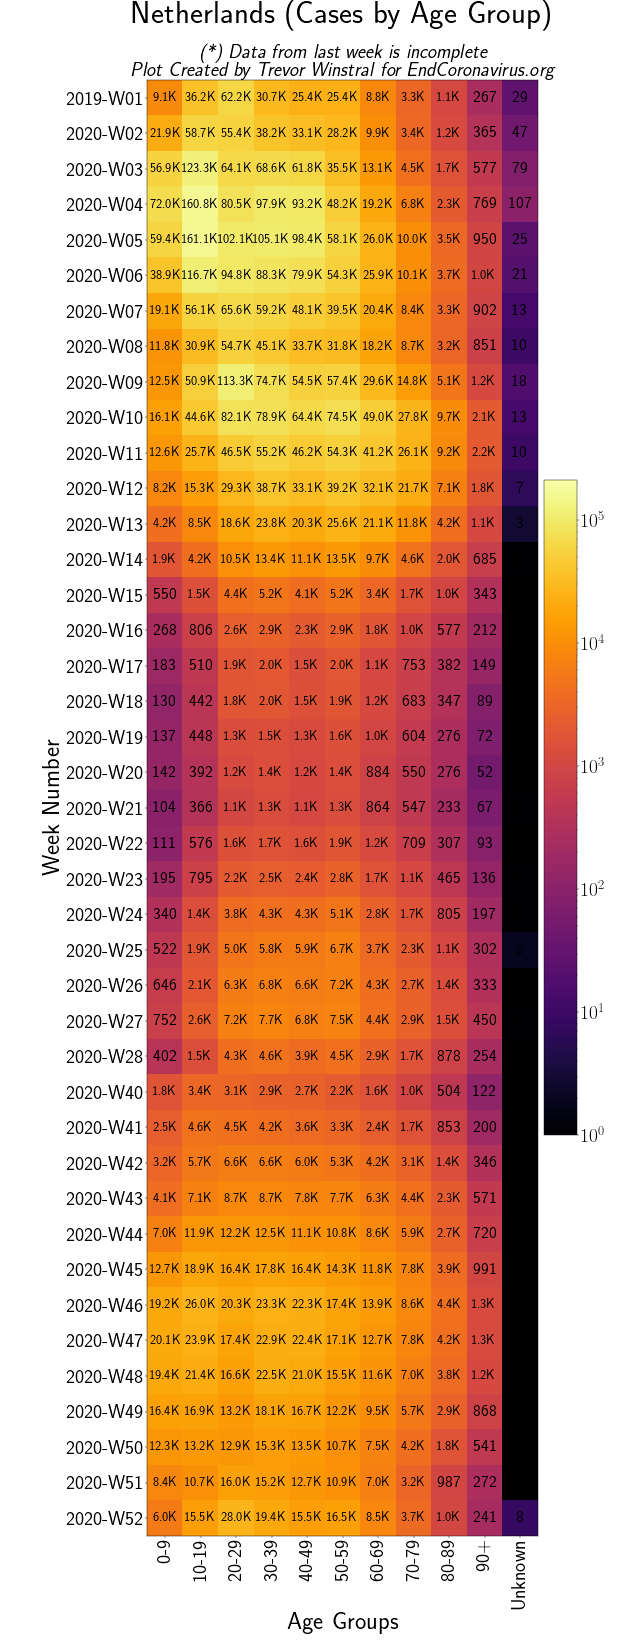 Netherlands (Cases by Age Group)
(*) Data from last week is incomplete
Plot Created by Trevor Winstral for EndCoronavirus.org
2019-W01 9.1K 36.2K 62.2K 30.7K 25.4K 25.4K 8.8K 3.3K 1.1K 267 29
2020-W02 21.9K 58.7K 55.4K 38.2K 33.1K 28.2K 9.9K 3.4K 1.2K 365 47
2020-W03 56.9K 123.3K 64.1K 68.6K 61.8K 35.5K 13.1K 4.5K 1.7K 577 79
2020-W04 72.0K 160.8K 80.5K 97.9K 93.2K 48.2K 19.2K 6.8K 2.3K 769 107
2020-W05 59.4K 161.1K 102.1K 105.1K 98.4K 58.1K 26.0K 10.0K 3.5K 950 25
2020-W06 38.9K 116.7K 94.8K 88.3K 79.9K 54.3K 25.9K 10.1K 3.7K 1.0K 21
2020-W07 19.1K 56.1K 65.6K 59.2K 48.1K 39.5K 20.4K 8.4K 3.3K 902 13
2020-W08 11.8K 30.9K 54.7K 45.1K 33.7K 31.8K 18.2K 8.7K 3.2K 851 10
2020-W09 12.5K 50.9K 113.3K 74.7K 54.5K 57.4K 29.6K 14.8K 5.1K 1.2K 18
2020-W10 16.1K 44.6K 82.1K 78.9K 64.4K 74.5K 49.0K 27.8K 9.7K 2.1K 13
2020-W11 12.6K 25.7K 46.5K 55.2K 46.2K 54.3K 41.2K 26.1K 9.2K 2.2K 10
2020-W12 8.2K 15.3K 29.3K 38.7K 33.1K 39.2K 32.1K 21.7K 7.1K 1.8K 7
2020-W13 4.2K 8.5K 18.6K 23.8K 20.3K 25.6K 21.1K 11.8K 4.2K 1.1K 3
2020-W14 1.9K 4.2K 10.5K 13.4K 11.1K 13.5K 9.7K 4.6K 2.0K 685
2020-W15 550 1.5K 4.4K 5.2K 4.1K 5.2K 3.4K 1.7K 1.0K 343
2020-W16 268 806 2.6K 2.9K 2.3K 2.9K 1.8K 1.0K 577 212
2020-W17 183 510 1.9K 2.0K 1.5K 2.0K 1.1K 753 382 149
2020-W18 130 442 1.8K 2.0K 1.5K 1.9K 1.2K 683 347 89
2020-W19 137 448 1.3K 1.5K 1.3K 1.6K 1.0K 604 276 72
2020-W20 142 392 1.2K 1.4K 1.2K 1.4K 884 550 276 52
2020-W21 104 366 1.1K 1.3K 1.1K 1.3K 864 547 233 67
2020-W22 111 576 1.6K 1.7K 1.6K 1.9K 1.2K 709 307 93
2020-W23 195 795 2.2K 2.5K 2.4K 2.8K 1.7K 1.1K 465 136
2020-W24 340 1.4K 3.8K 4.3K 4.3K 5.1K 2.8K 1.7K 805 197
2020-W25 522 1.9K 5.0K 5.8K 5.9K 6.7K 3.7K 2.3K 1.1K 302 2
2020-W26 646 2.1K 6.3K 6.8K 6.6K 7.2K 4.3K 2.7K 1.4K 333
2020-W27 752 2.6K 7.2K 7.7K 6.8K 7.5K 4.4K 2.9K 1.5K 450
2020-W28 402 1.5K 4.3K 4.6K 3.9K 4.5K 2.9K 1.7K 878 254
2020-W40 1.8K 3.4K 3.1K 2.9K 2.7K 2.2K 1.6K 1.0K 504 122
2020-W41 2.5K 4.6K 4.5K 4.2K 3.6K 3.3K 2.4K 1.7K 853 200
2020-W42 3.2K 5.7K 6.6K 6.6K 6.0K 5.3K 4.2K 3.1K 1.4K 346
2020-W43 4.1K 7.1K 8.7K 8.7K 7.8K 7.7K 6.3K 4.4K 2.3K 571
2020-W44 7.0K 11.9K 12.2K 12.5K 11.1K 10.8K 8.6K 5.9K 2.7K 720
2020-W45 12.7K 18.9K 16.4K 17.8K 16.4K 14.3K 11.8K 7.8K 3.9K 991
2020-W46 19.2K 26.0K 20.3K 23.3K 22.3K 17.4K 13.9K 8.6K 4.4K 1.3K
2020-W47 20.1K 23.9K 17.4K 22.9K 22.4K 17.1K 12.7K 7.8K 4.2K 1.3K
2020-W48 19.4K 21.4K 16.6K 22.5K 21.0K 15.5K 11.6K 7.0K 3.8K 1.2K
2020-W49 16.4K 16.9K 13.2K 18.1K 16.7K 12.2K 9.5K 5.7K 2.9K 868
2020-W50 12.3K 13.2K 12.9K 15.3K 13.5K 10.7K 7.5K 4.2K 1.8K 541
2020-W51 8.4K 10.7K 16.0K 15.2K 12.7K 10.9K 7.0K 3.2K 987 272
2020-W52 6.0K 15.5K 28.0K 19.4K 15.5K 16.5K 8.5K 3.7K 1.0K 241 8
0-9 10-19 20-29 30-39 40-49 50-59 60-69 70-79 80-89 90+ Unknown
Age Groups
Week Number
10^5
10^4
10^3
10^2
10^1
10^0